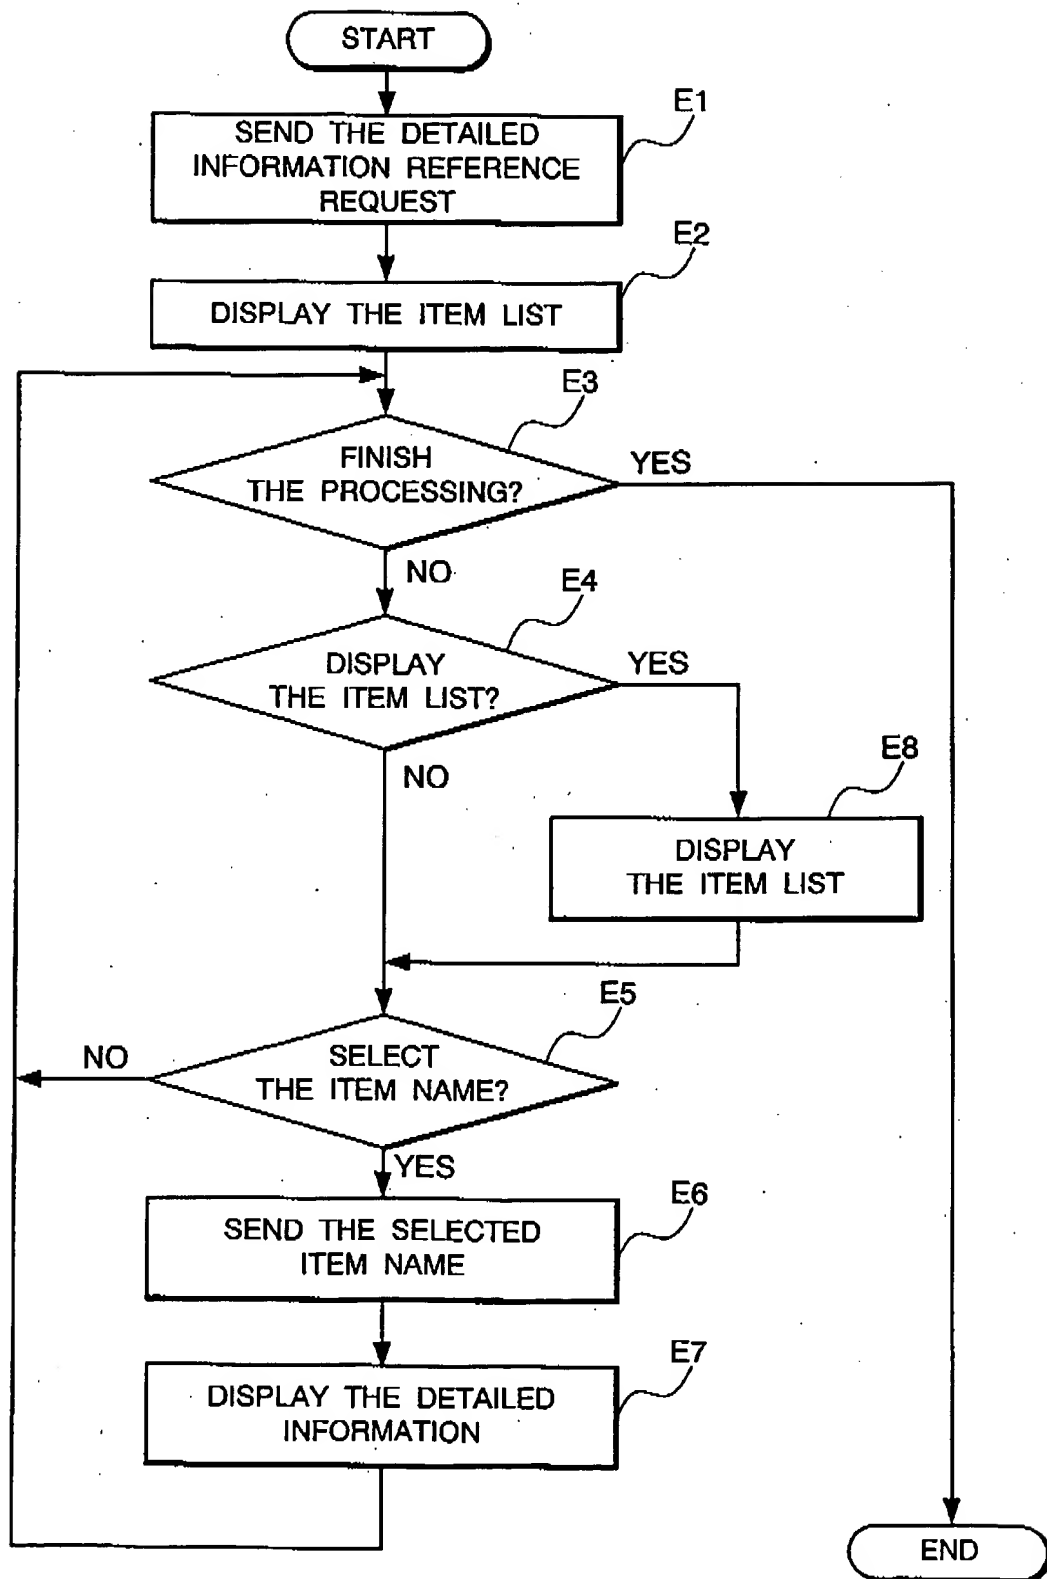 START
E1
SEND THE DETAILED
INFORMATION REFERENCE
REQUEST
E2
DISPLAY THE ITEM LIST
E3
FINISH
THE PROCESSING?
YES
NO
E4
DISPLAY
THE ITEM LIST?
YES
NO
E8
DISPLAY
THE ITEM LIST
E5
SELECT
THE ITEM NAME?
NO
YES
E6
SEND THE SELECTED
ITEM NAME
E7
DISPLAY THE DETAILED
INFORMATION
END